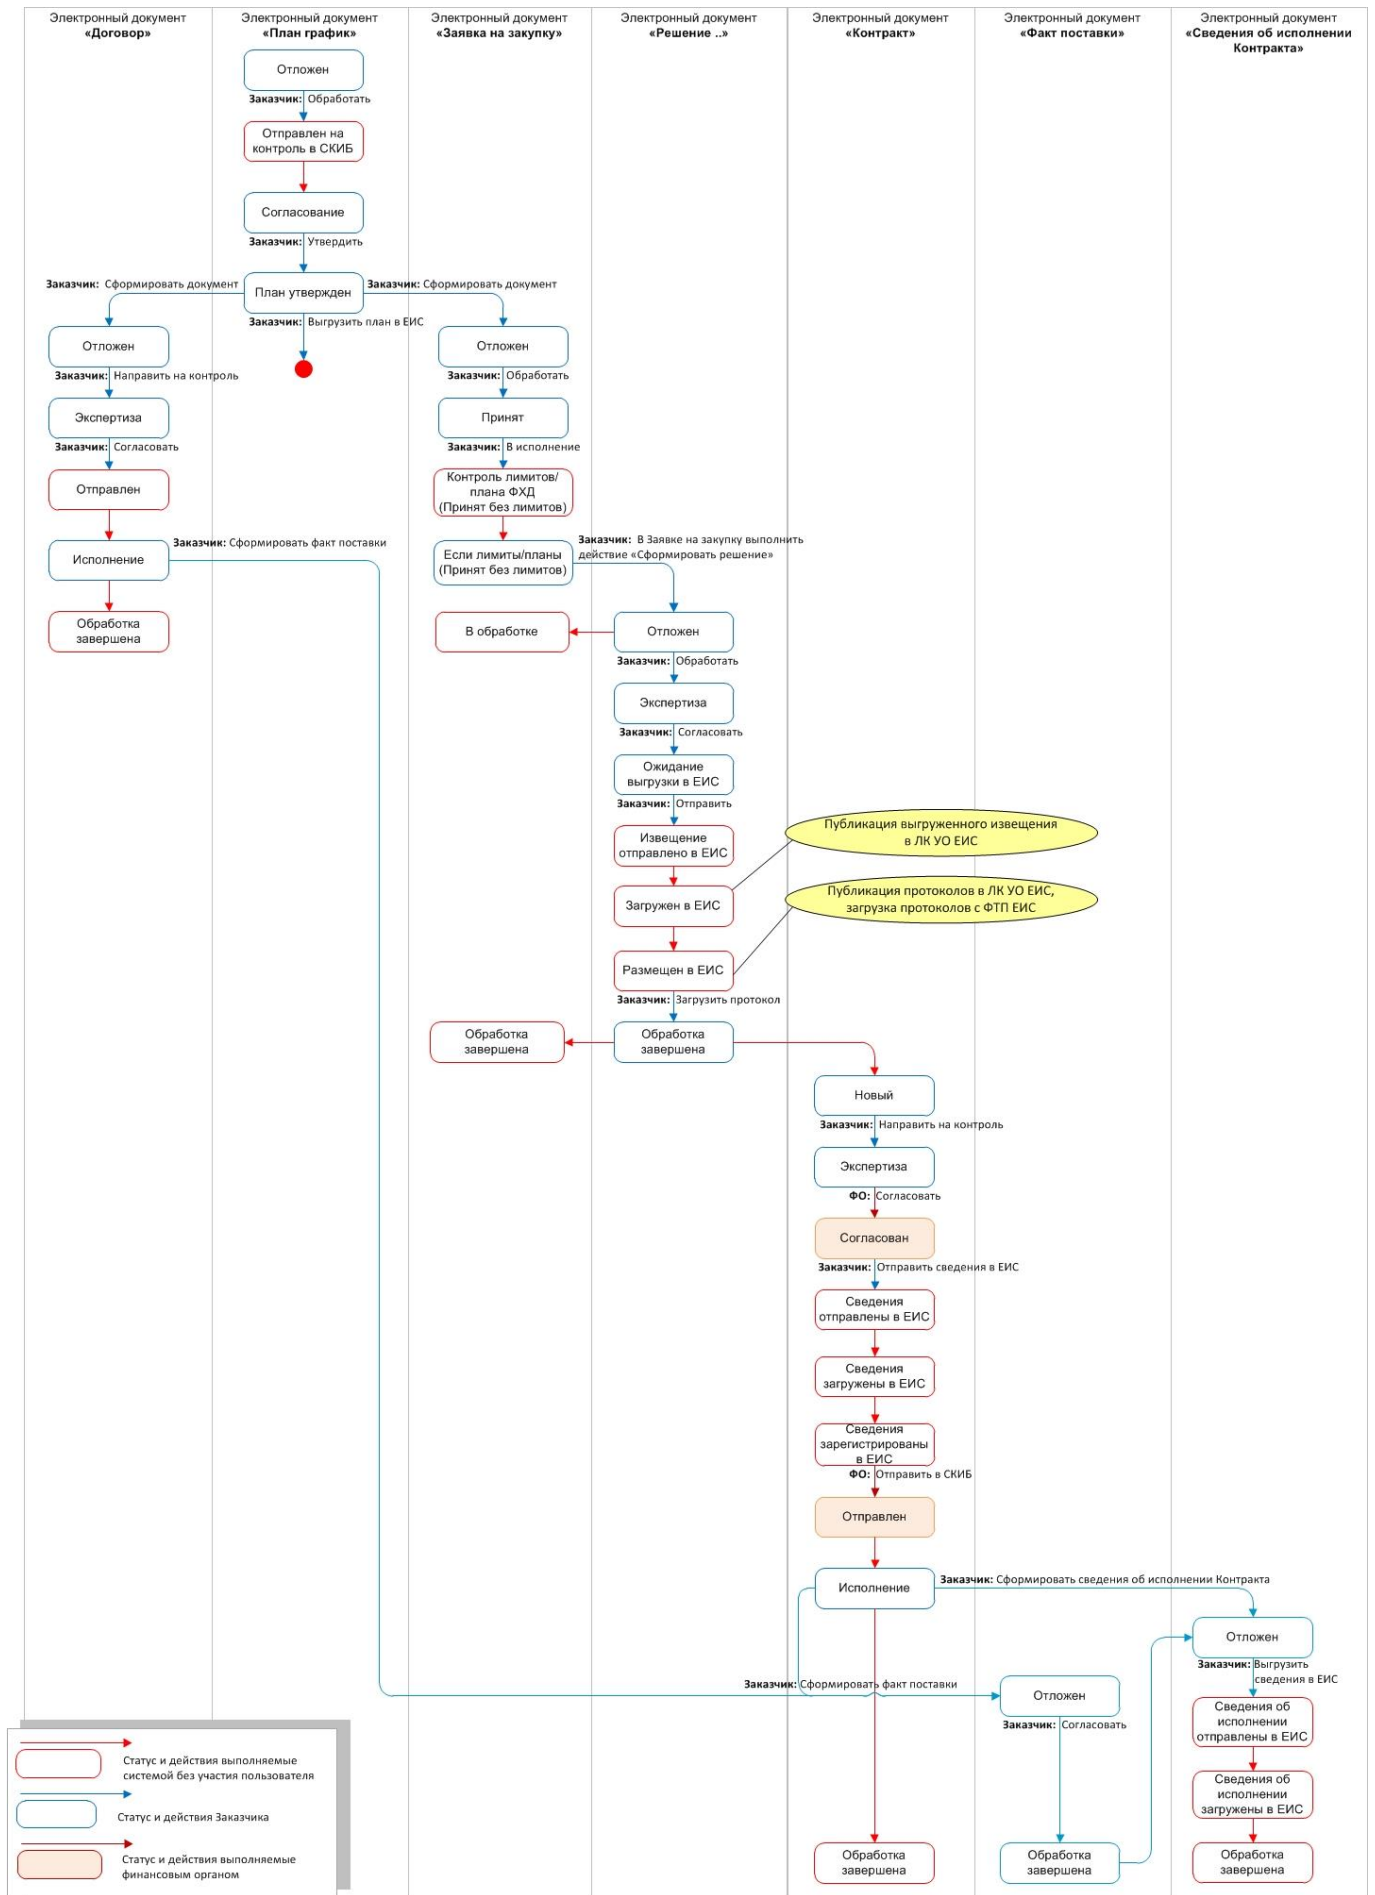 Электронный документ
«Договор»
Электронный документ
«План график»
Электронный документ
«Заявка на закупку»
Электронный документ
«Решение ..»
Электронный документ
«Контракт»
Электронный документ
«Факт поставки»
Электронный документ
«Сведения об исполнении
Контракта»
Отложен
Заказчик: Обработать
Отправлен на
контроль в СКИБ
Согласование
Заказчик: Утвердить
План утвержден
Заказчик: Сформировать документ
Заказчик: Сформировать документ
Заказчик: Выгрузить план в ЕИС
Отложен
Заказчик: Направить на контроль
Экспертиза
Заказчик: Согласовать
Отправлен
Исполнение
Заказчик: Сформировать факт поставки
Обработка
завершена
Отложен
Заказчик: Обработать
Принят
Заказчик: В исполнение
Контроль лимитов/
плана ФХД
(Принят без лимитов)
Если лимиты/планы
(Принят без лимитов)
Заказчик: В Заявке на закупку выполнить
действие «Сформировать решение»
В обработке
Отложен
Заказчик: Обработать
Экспертиза
Заказчик: Согласовать
Ожидание
выгрузки в ЕИС
Заказчик: Отправить
Извещение
отправлено в ЕИС
Загружен в ЕИС
Размещен в ЕИС
Заказчик: Загрузить протокол
Обработка
завершена
Обработка
завершена
Публикация выгруженного извещения
в ЛК УО ЕИС
Публикация протоколов в ЛК УО ЕИС,
загрузка протоколов с ФТП ЕИС
Новый
Заказчик: Направить на контроль
Экспертиза
ФО: Согласовать
Согласован
Заказчик: Отправить сведения в ЕИС
Сведения
отправлены в ЕИС
Сведения
загружены в ЕИС
Сведения
зарегистрированы
в ЕИС
ФО: Отправить в СКИБ
Отправлен
Исполнение
Заказчик: Сформировать сведения об исполнении Контракта
Заказчик: Сформировать факт поставки
Обработка
завершена
Отложен
Заказчик: Согласовать
Обработка
завершена
Отложен
Заказчик: Выгрузить
сведения в ЕИС
Сведения об
исполнении
отправлены в ЕИС
Сведения об
исполнении
загружены в ЕИС
Обработка
завершена
Статус и действия выполняемые
системой без участия пользователя
Статус и действия Заказчика
Статус и действия выполняемые
финансовым органом